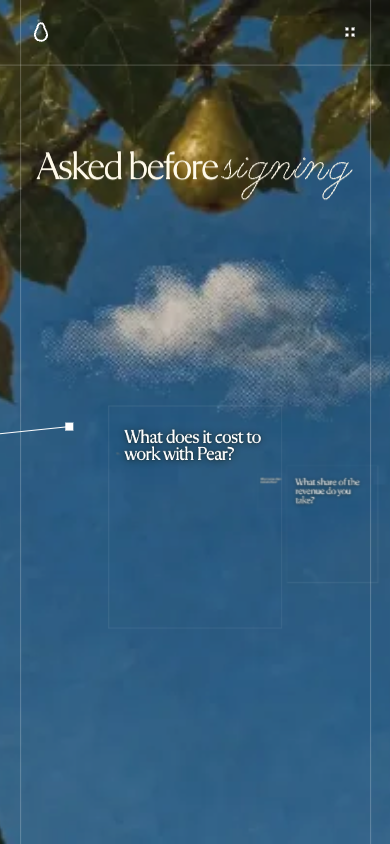 Asked before signing
What does it cost to
work with Pear?
What share of the
revenue do you
take?